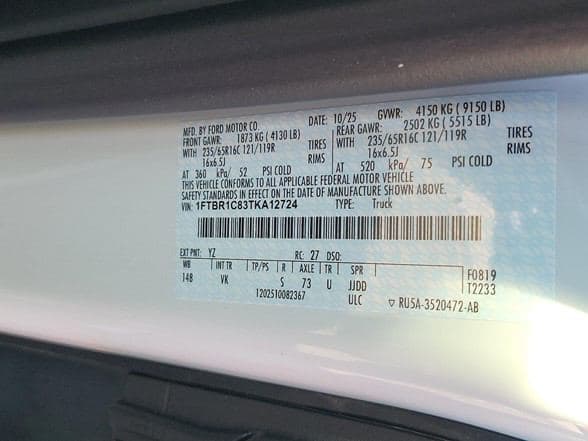 MFD. BY FORD MOTOR CO. DATE: 10/25 GVWR: 4150 KG ( 9150 LB)
FRONT GAWR: 1873 KG ( 4130 LB) REAR GAWR: 2502 KG ( 5515 LB)
WITH 235/65R16C 121/119R TIRES WITH 235/65R16C 121/119R TIRES
16x6.5J RIMS 16x6.5J RIMS
AT 360 kPa/ 52 PSI COLD AT 520 kPa/ 75 PSI COLD
THIS VEHICLE CONFORMS TO ALL APPLICABLE FEDERAL MOTOR VEHICLE
SAFETY STANDARDS IN EFFECT ON THE DATE OF MANUFACTURE SHOWN ABOVE.
VIN: 1FTBR1C83TKA12724 TYPE: Truck
EXT PNT: YZ RC: 27 DSO:
WB INT TR TP/PS R AXLE TR SPR
148 VK S 73 U JJDD
1202510082367 ULC
F0819
T2233
RU5A-3520472-AB